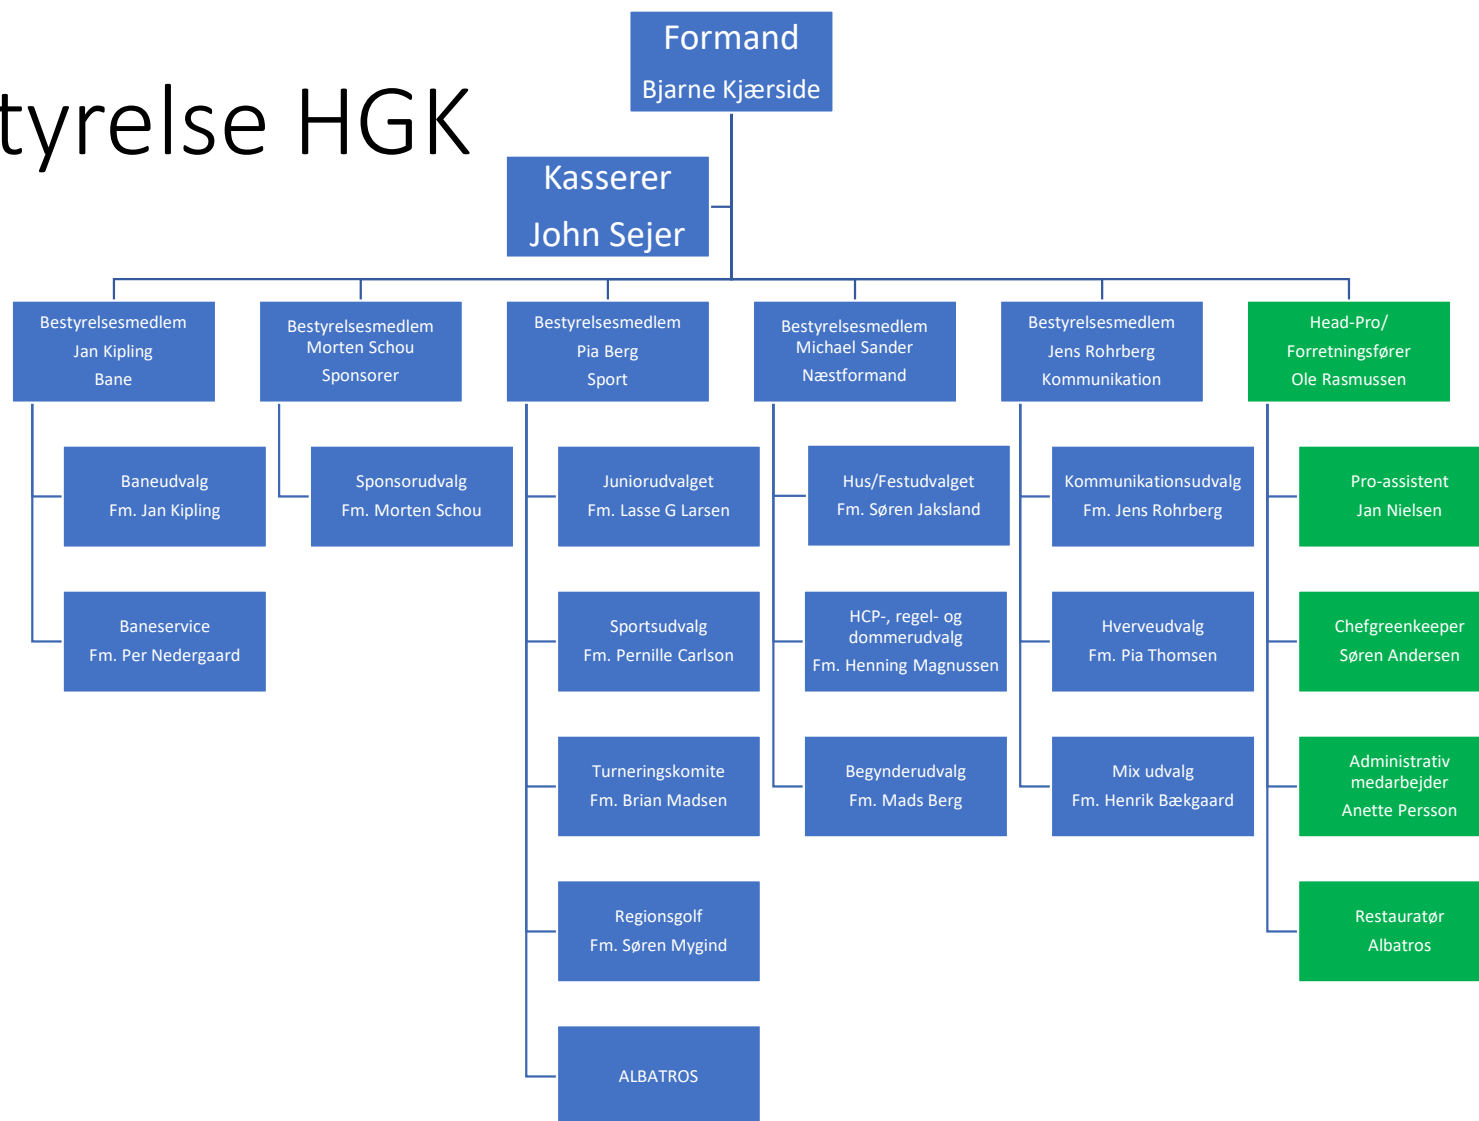 Formand
Bjarne Kjærside
tyrelse HGK
Kasserer
John Sejer
Bestyrelsesmedlem
Jan Kipling
Bane
Bestyrelsesmedlem
Morten Schou
Sponsorer
Bestyrelsesmedlem
Pia Berg
Sport
Bestyrelsesmedlem
Michael Sander
Næstformand
Bestyrelsesmedlem
Jens Rohrberg
Kommunikation
Head-Pro/
Forretningsfører
Ole Rasmussen
Baneudvalg
Fm. Jan Kipling
Sponsorudvalg
Fm. Morten Schou
Juniorudvalget
Fm. Lasse G Larsen
Hus/Festudvalget
Fm. Søren Jaksland
Kommunikationsudvalg
Fm. Jens Rohrberg
Pro-assistent
Jan Nielsen
Baneservice
Fm. Per Nedergaard
Sportsudvalg
Fm. Pernille Carlson
HCP-, regel- og
dommerudvalg
Fm. Henning Magnussen
Hverveudvalg
Fm. Pia Thomsen
Chefgreenkeeper
Søren Andersen
Turneringskomite
Fm. Brian Madsen
Begynderudvalg
Fm. Mads Berg
Mix udvalg
Fm. Henrik Bækgaard
Administrativ
medarbejder
Anette Persson
Regionsgolf
Fm. Søren Mygind
Restauratør
Albatros
ALBATROS